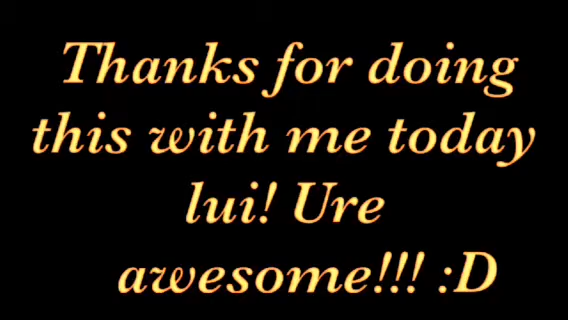 Thanks for doing
this with me today
lui! Ure
awesome!!! :D